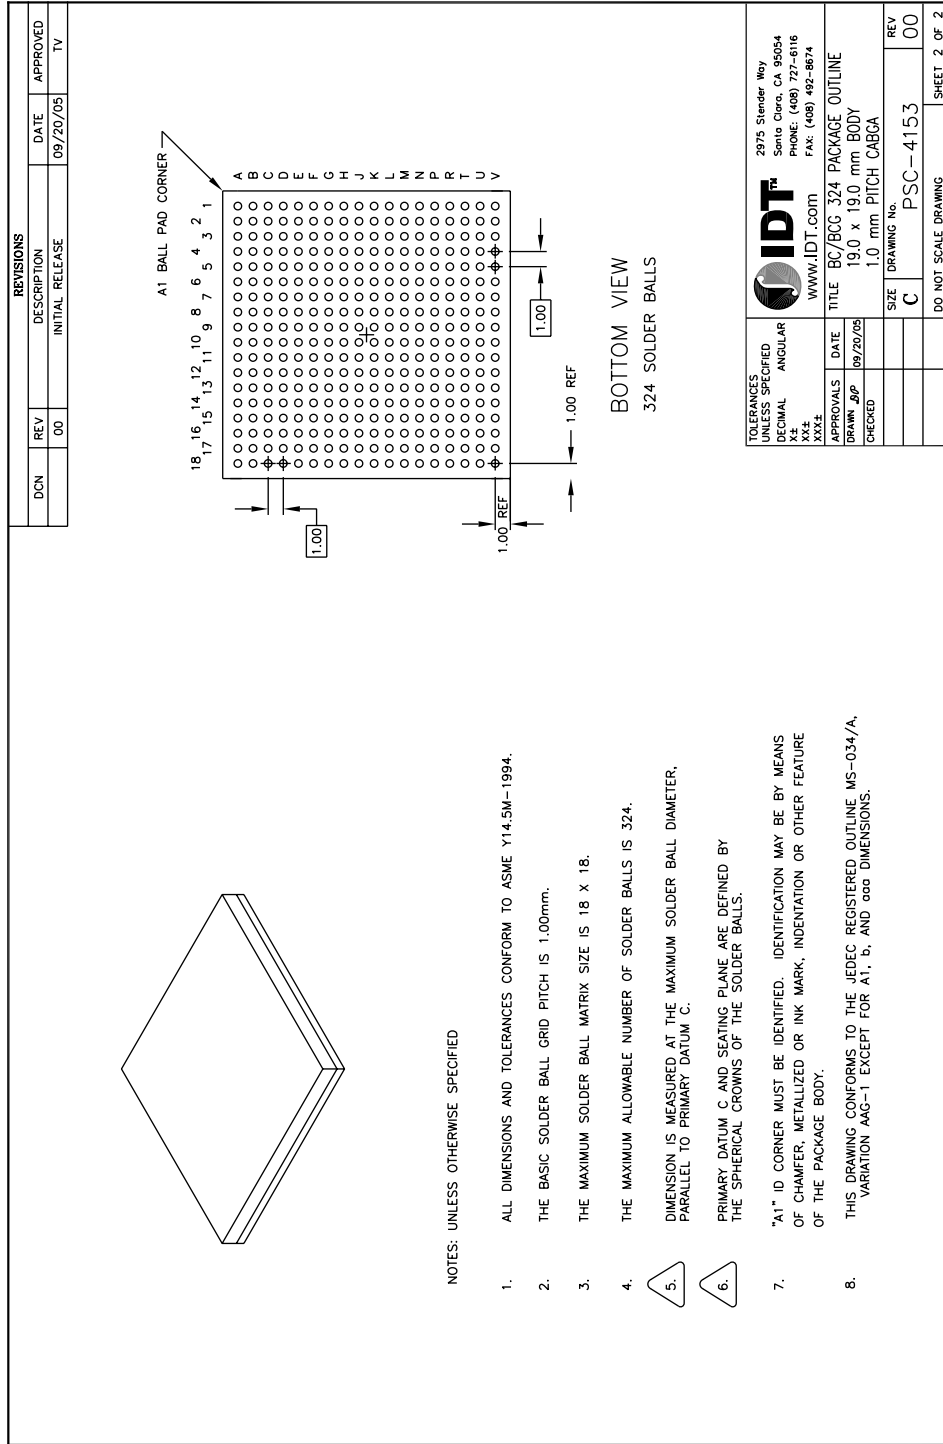 REVISIONS
DCN REV DESCRIPTION DATE APPROVED
00 INITIAL RELEASE 09/20/05 TV
A1 BALL PAD CORNER
18 17 16 15 14 13 12 11 10 9 8 7 6 5 4 3 2 1
A
B
C
D
E
F
G
H
J
K
L
M
N
P
R
T
U
V
1.00
1.00
1.00 REF
1.00 REF
BOTTOM VIEW
324 SOLDER BALLS
NOTES: UNLESS OTHERWISE SPECIFIED
1. ALL DIMENSIONS AND TOLERANCES CONFORM TO ASME Y14.5M-1994.
2. THE BASIC SOLDER BALL GRID PITCH IS 1.00mm.
3. THE MAXIMUM SOLDER BALL MATRIX SIZE IS 18 X 18.
4. THE MAXIMUM ALLOWABLE NUMBER OF SOLDER BALLS IS 324.
5. DIMENSION IS MEASURED AT THE MAXIMUM SOLDER BALL DIAMETER,
PARALLEL TO PRIMARY DATUM C.
6. PRIMARY DATUM C AND SEATING PLANE ARE DEFINED BY
THE SPHERICAL CROWNS OF THE SOLDER BALLS.
7. "A1" ID CORNER MUST BE IDENTIFIED. IDENTIFICATION MAY BE BY MEANS
OF CHAMFER, METALLIZED OR INK MARK, INDENTATION OR OTHER FEATURE
OF THE PACKAGE BODY.
8. THIS DRAWING CONFORMS TO THE JEDEC REGISTERED OUTLINE MS-034/A,
VARIATION AAG-1 EXCEPT FOR A1, b, AND aaa DIMENSIONS.
TOLERANCES
UNLESS SPECIFIED
DECIMAL ANGULAR
X±
XX±
XXX±
APPROVALS DATE
DRAWN 09/20/05
CHECKED
IDT™
www.IDT.com
2975 Stender Way
Santa Clara, CA 95054
PHONE: (408) 727-6116
FAX: (408) 492-8674
TITLE BC/BCG 324 PACKAGE OUTLINE
19.0 x 19.0 mm BODY
1.0 mm PITCH CABGA
SIZE DRAWING No. REV
C PSC-4153 00
DO NOT SCALE DRAWING SHEET 2 OF 2